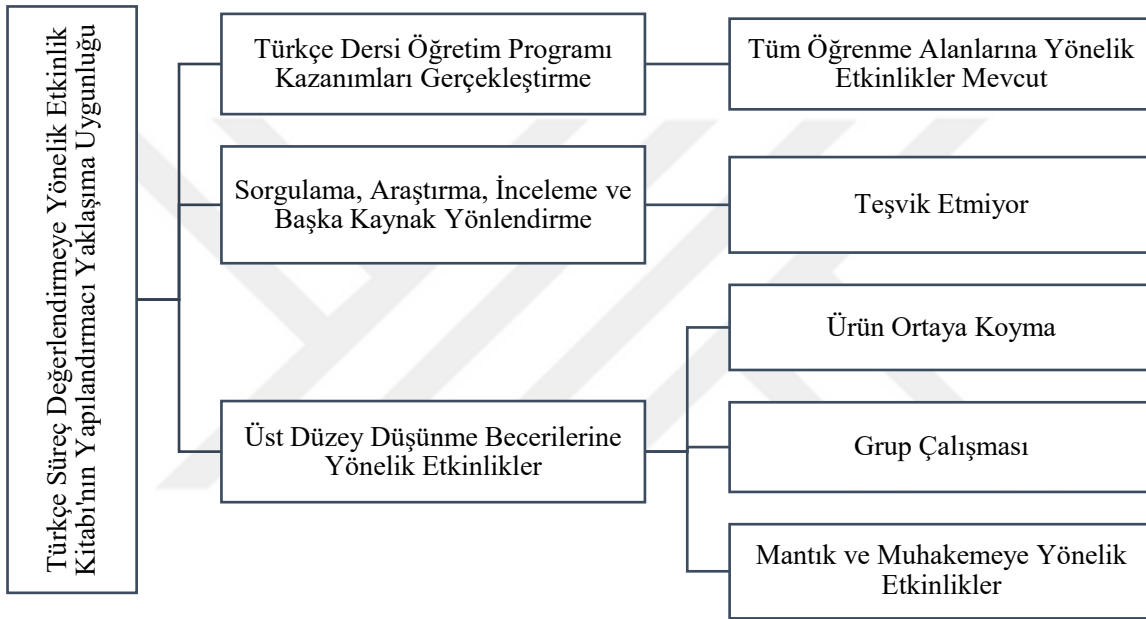 Türkçe Süreç Değerlendirmeye Yönelik Etkinlik
Kitabı'nın Yapılandırmacı Yaklaşıma Uygunluğu
Türkçe Dersi Öğretim Programı
Kazanımları Gerçekleştirme
Tüm Öğrenme Alanlarına Yönelik
Etkinlikler Mevcut
Sorgulama, Araştırma, İnceleme ve
Başka Kaynak Yönlendirme
Teşvik Etmiyor
Üst Düzey Düşünme Becerilerine
Yönelik Etkinlikler
Ürün Ortaya Koyma
Grup Çalışması
Mantık ve Muhakemeye Yönelik
Etkinlikler